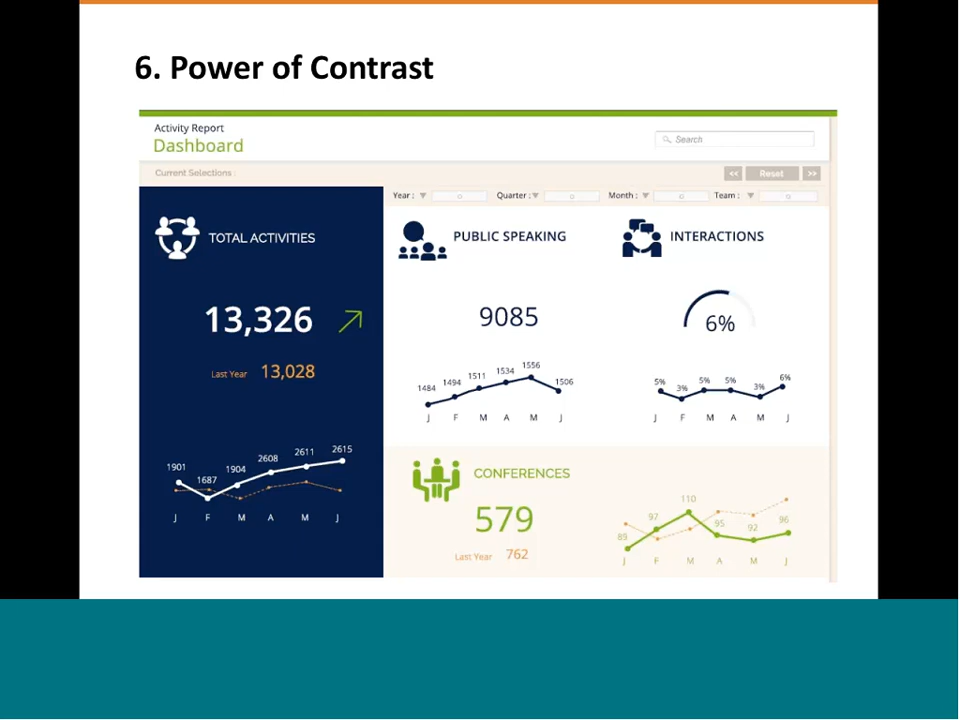 6. Power of Contrast
Activity Report
Dashboard
Search
Current Selections :
<< Reset >>
Year : Quarter : Month : Team :
TOTAL ACTIVITIES
13,326
Last Year 13,028
1901 1687 1904 2608 2611 2615
J F M A M J
PUBLIC SPEAKING
9085
1484 1494 1511 1534 1556 1506
J F M A M J
INTERACTIONS
6%
5% 3% 5% 5% 3% 6%
J F M A M J
CONFERENCES
579
Last Year 762
89 97 110 95 92 96
J F M A M J